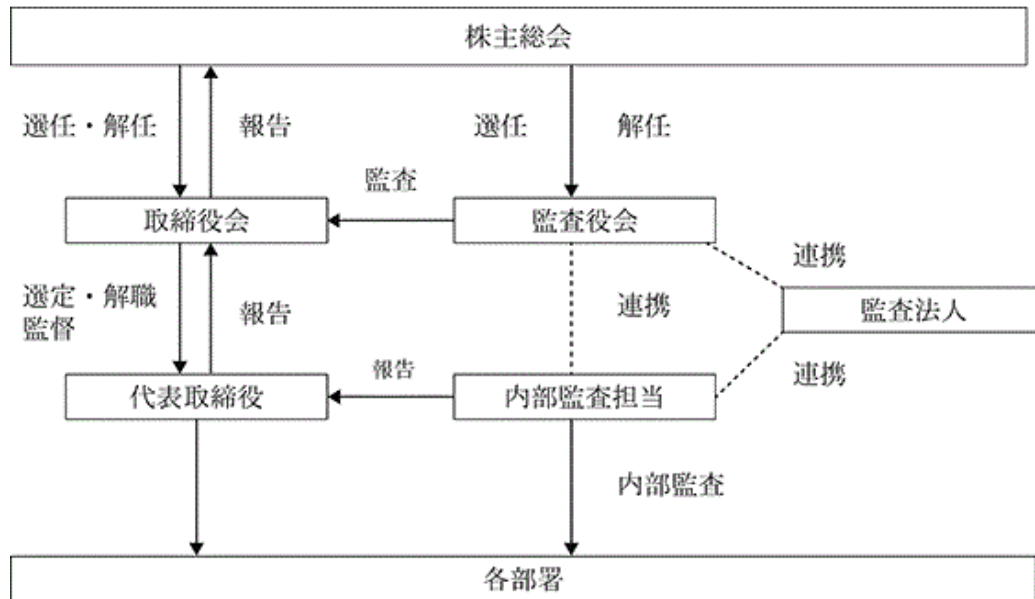 株主総会
選任・解任
報告
選任
解任
監査
取締役会
監査役会
連携
選定・解職
監督
報告
連携
監査法人
報告
連携
代表取締役
内部監査担当
内部監査
各部署